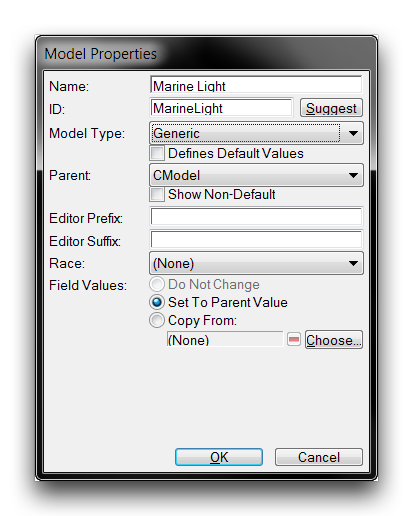 Model Properties
Name: Marine Light
ID: MarineLight Suggest
Model Type: Generic
Defines Default Values
Parent: CModel
Show Non-Default
Editor Prefix:
Editor Suffix:
Race: (None)
Field Values: Do Not Change
Set To Parent Value
Copy From:
(None) Choose...
OK Cancel